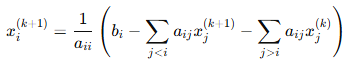 $x_i^{(k+1)} = \frac{1}{a_{ii}} \left( b_i - \sum_{j<i} a_{ij} x_j^{(k+1)} - \sum_{j>i} a_{ij} x_j^{(k)} \right)$